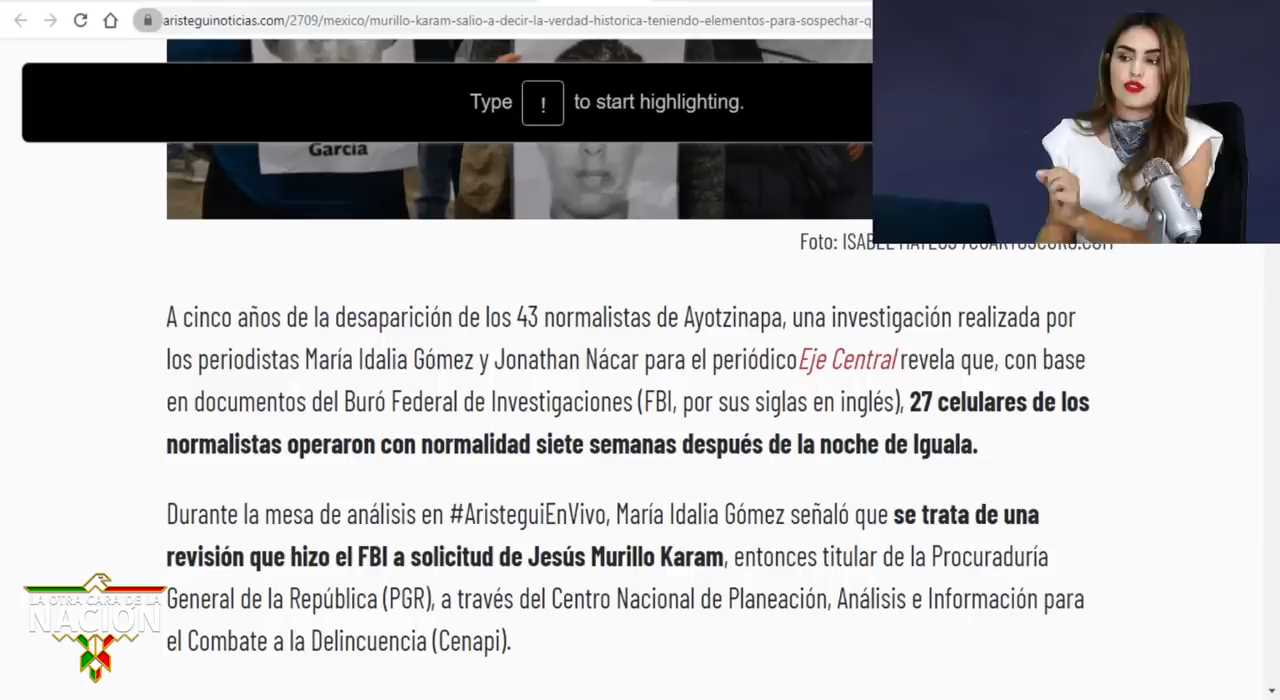 aristeguinoticias.com/2709/mexico/murillo-karam-salio-a-decir-la-verdad-historica-teniendo-elementos-para-sospechar-q
Type ! to start highlighting.
García
Foto: ISABEL MATEOS /CUARTOSCURO.COM
A cinco años de la desaparición de los 43 normalistas de Ayotzinapa, una investigación realizada por
los periodistas María Idalia Gómez y Jonathan Nácar para el periódico Eje Central revela que, con base
en documentos del Buró Federal de Investigaciones (FBI, por sus siglas en inglés), 27 celulares de los
normalistas operaron con normalidad siete semanas después de la noche de Iguala.
Durante la mesa de análisis en #AristeguiEnVivo, María Idalia Gómez señaló que se trata de una
revisión que hizo el FBI a solicitud de Jesús Murillo Karam, entonces titular de la Procuraduría
General de la República (PGR), a través del Centro Nacional de Planeación, Análisis e Información para
el Combate a la Delincuencia (Cenapi).
LA OTRA CARA DE LA
NACIÓN